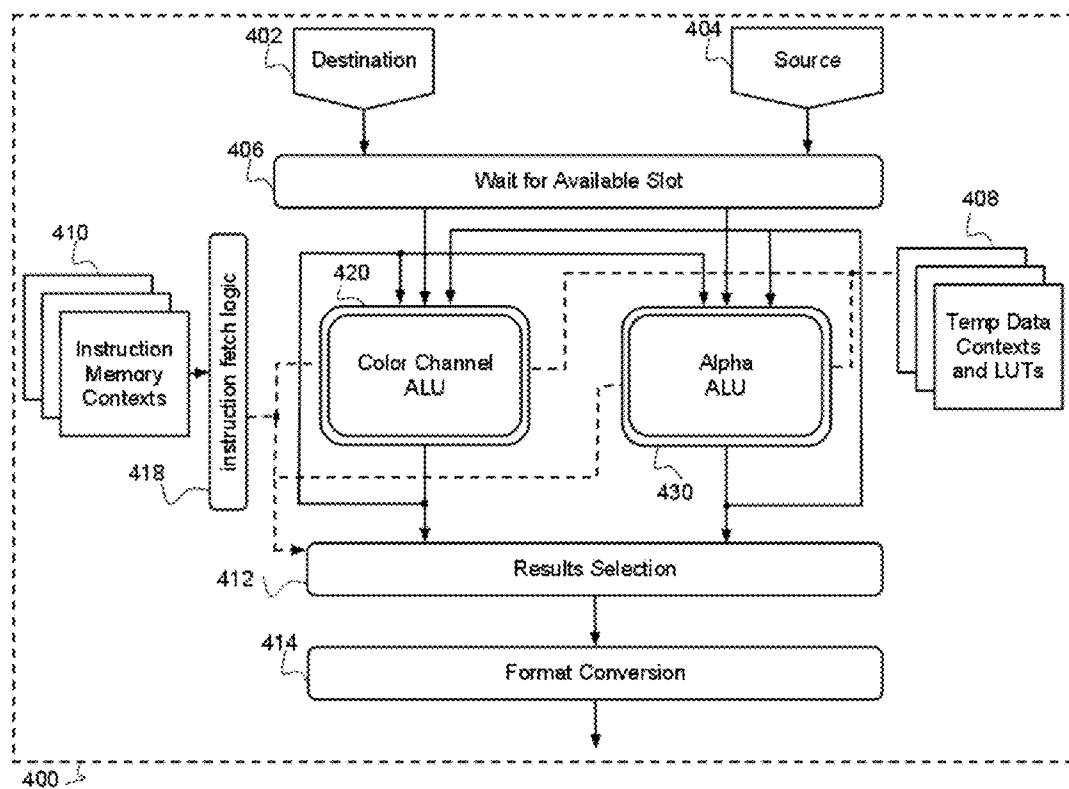 402
Destination
404
Source
406
Wait for Available Slot
410
408
420
Instruction
Memory
Contexts
instruction fetch logic
Color Channel
ALU
Alpha
ALU
Temp Data
Contexts
and LUTs
418
430
412
Results Selection
414
Format Conversion
400